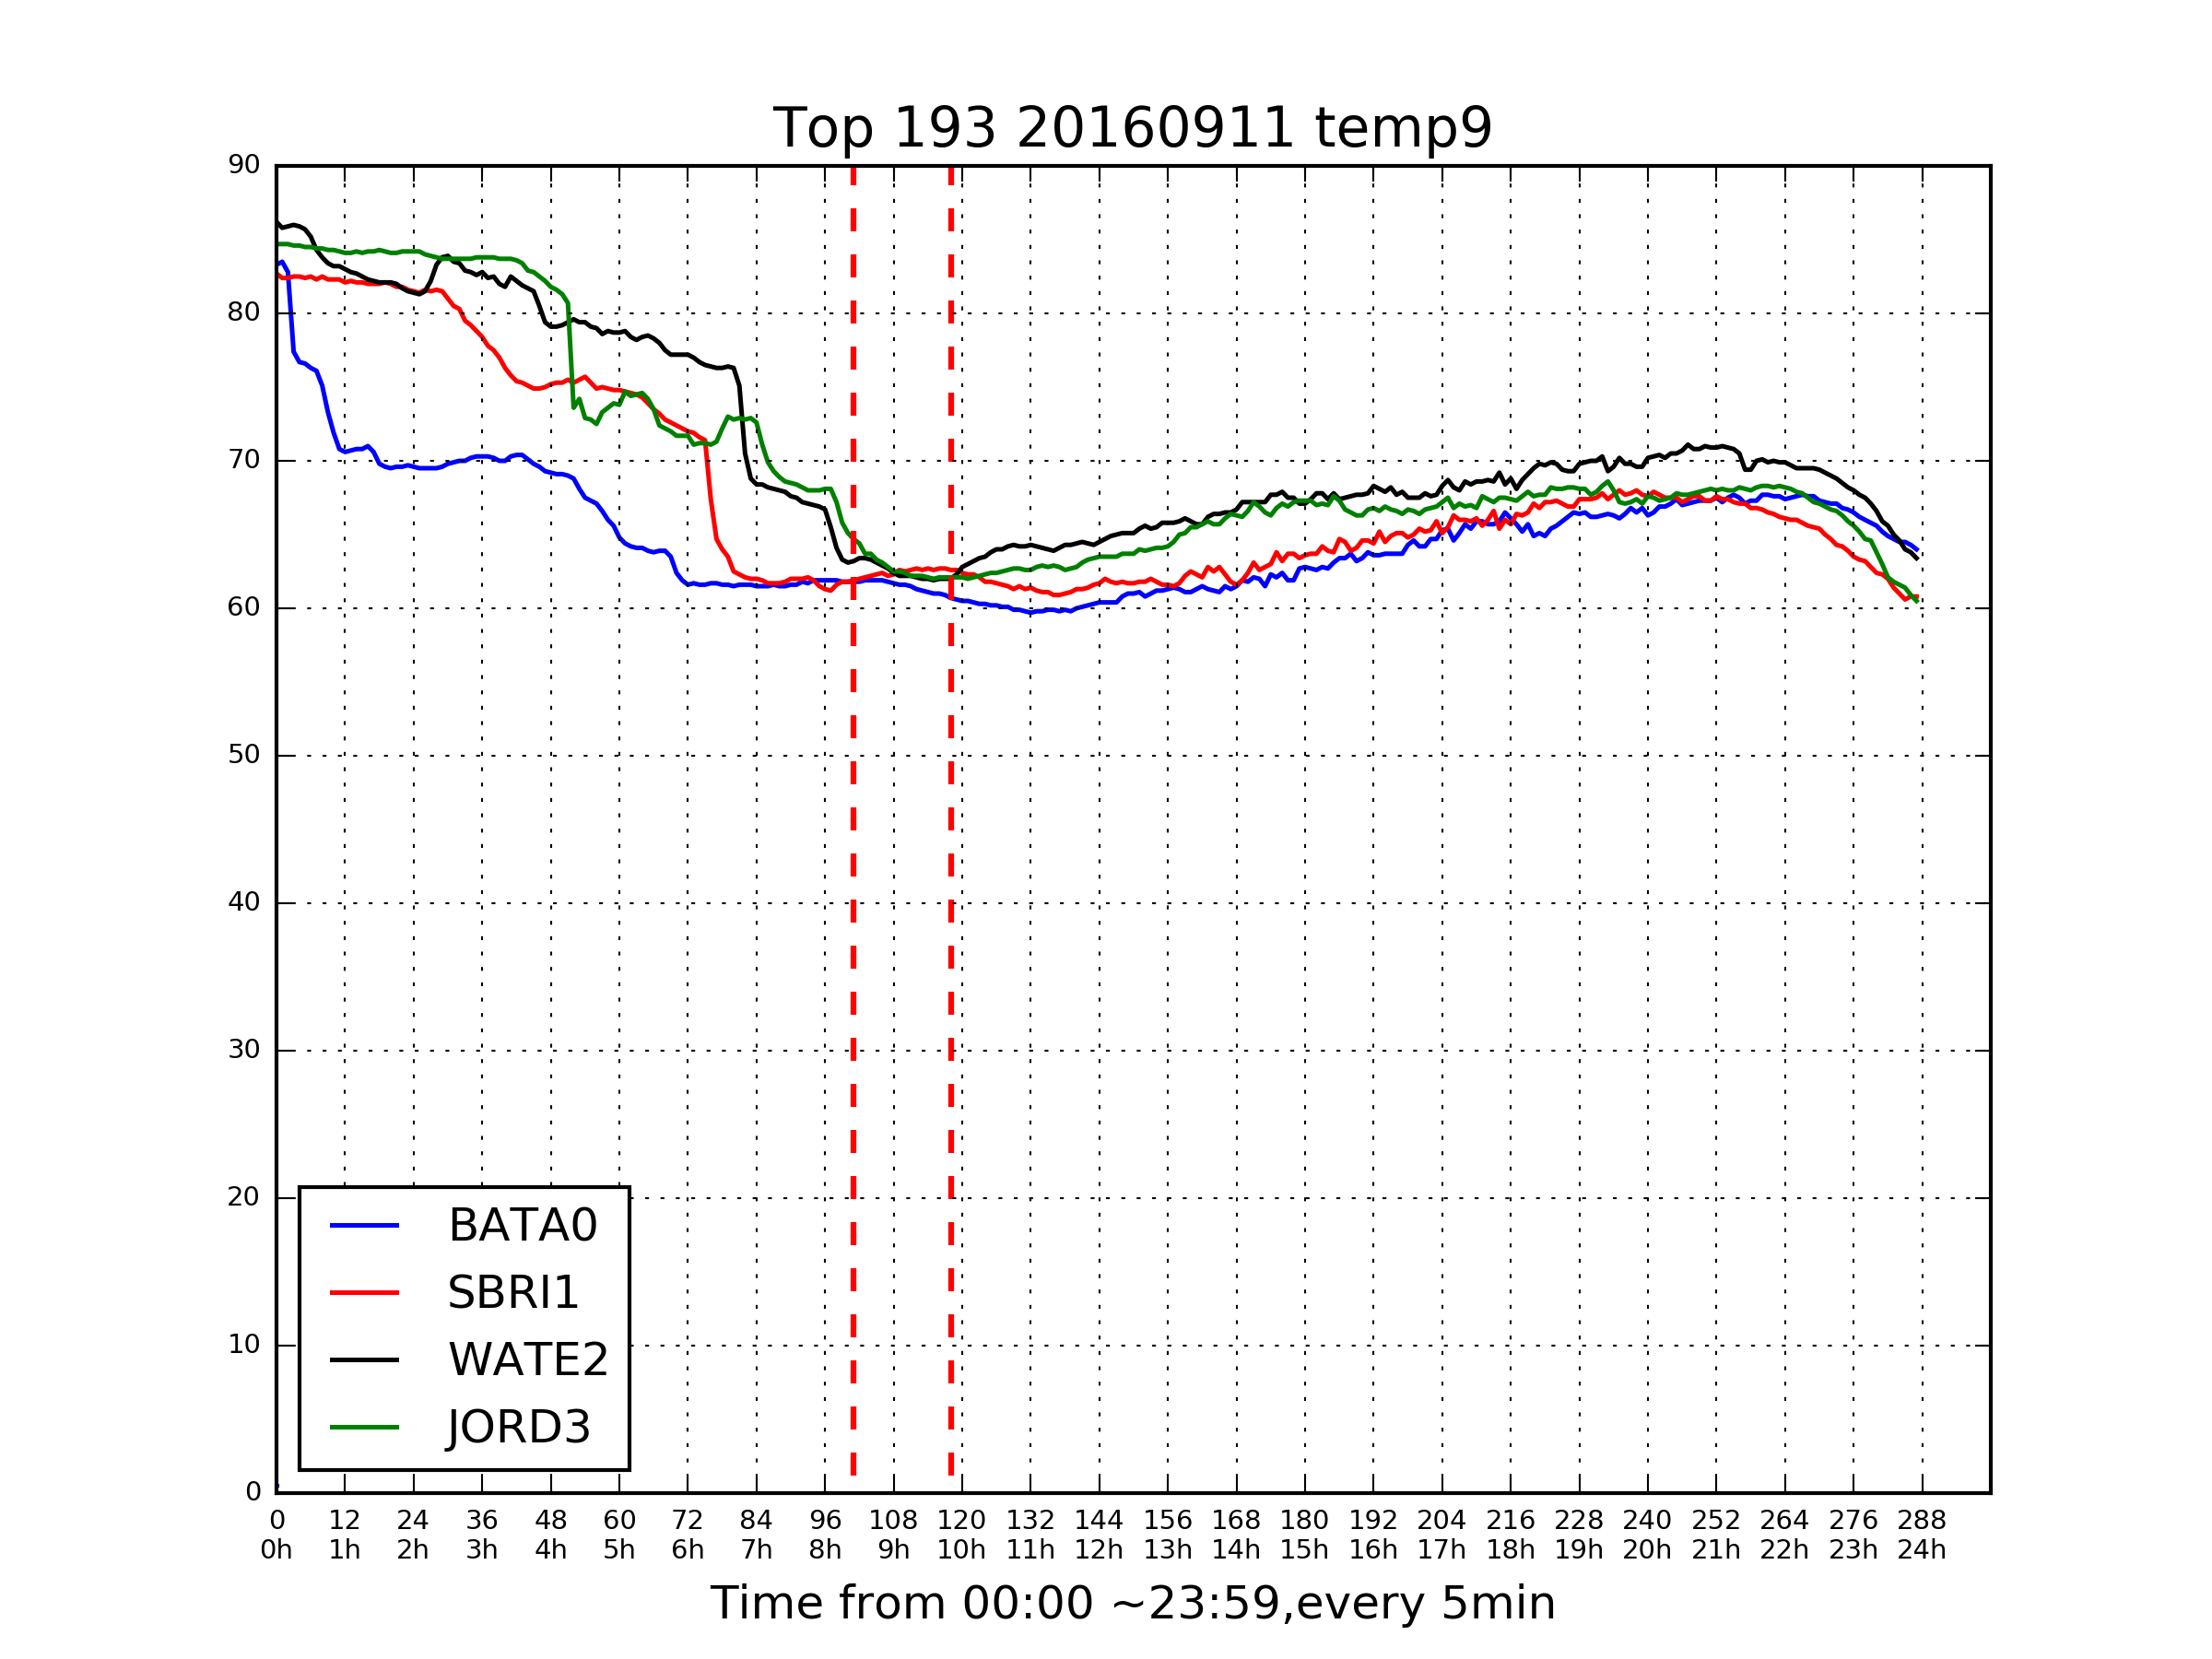 Top 193 20160911 temp9
90
80
70
60
50
40
30
20
10
0
BATA0
SBRI1
WATE2
JORD3
0 12 24 36 48 60 72 84 96 108 120 132 144 156 168 180 192 204 216 228 240 252 264 276 288
0h 1h 2h 3h 4h 5h 6h 7h 8h 9h 10h 11h 12h 13h 14h 15h 16h 17h 18h 19h 20h 21h 22h 23h 24h
Time from 00:00 ~23:59,every 5min